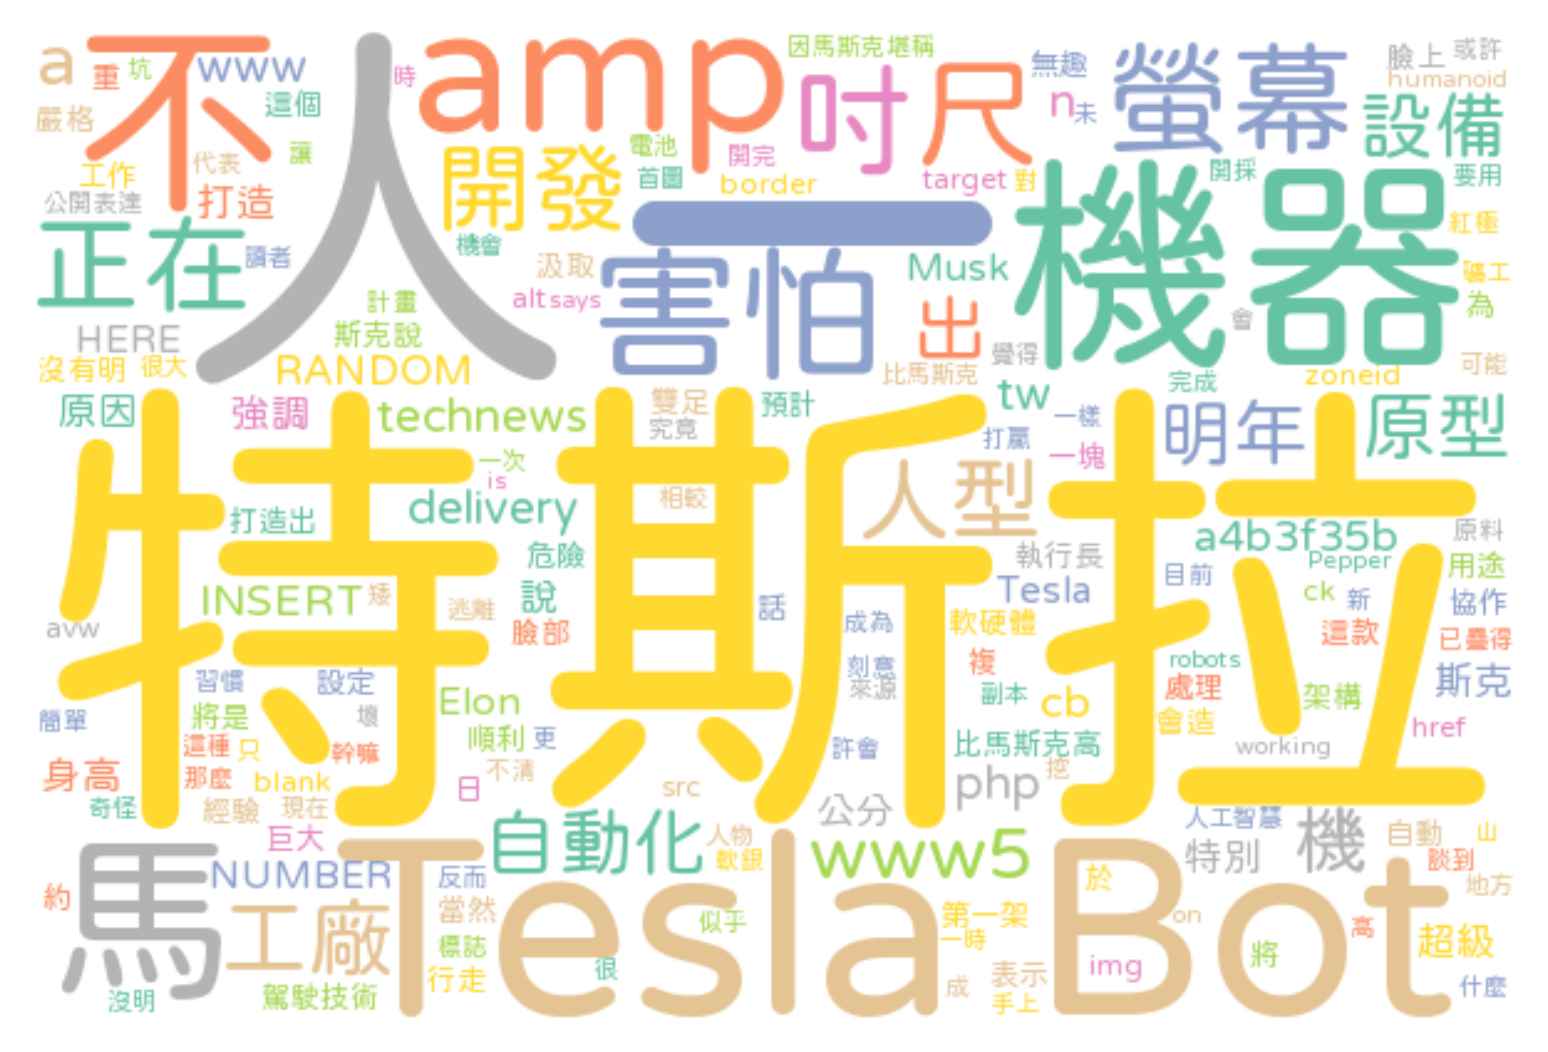 a
重
坑
www
不
人
時
amp
因馬斯克堪稱
吋
尺
無趣
n
未
螢幕
臉上
或許
humanoid
設備
嚴格
這個
讓
工作
代表
公開表達
打造
開發
電池
首圖
開完
border
target
對
開採
要用
正在
讀者
機會
一
機器
紅極
汲取
害怕
Musk
礦工
為
計畫
alt
says
出
會
HERE
斯克說
覺得
沒有明
很大
RANDOM
比馬斯克
完成
zoneid
可能
原因
強調
technews
雙足
究竟
預計
tw
一樣
打贏
一塊
明年
原型
特斯拉
一次
is
delivery
相較
人型
打造出
危險
執行長
a4b3f35b
原料
Pepper
用途
INSERT
矮
逃離
說
話
Tesla
目前
ck
新
協作
avw
臉部
成為
軟硬體
這款
已疊得
習慣
設定
刻意
來源
複
副本
robots
處理
架構
斯克
簡單
將是
壞
Elon
cb
會造
href
這種
只
幹嘛
順利
更
許會
比馬斯克高
working
身高
那麼
blank
不清
日
src
php
挖
奇怪
經驗
現在
公分
巨大
自動化
人物
軟銀
www5
人工智慧
特別
機
自動
山
談到
地方
馬
NUMBER
反而
約
工廠
當然
Tesla Bot
於
似乎
第一架
一時
on
高
超級
標誌
行走
很
img
將
沒明
駕駛技術
成
表示
手上
什麼